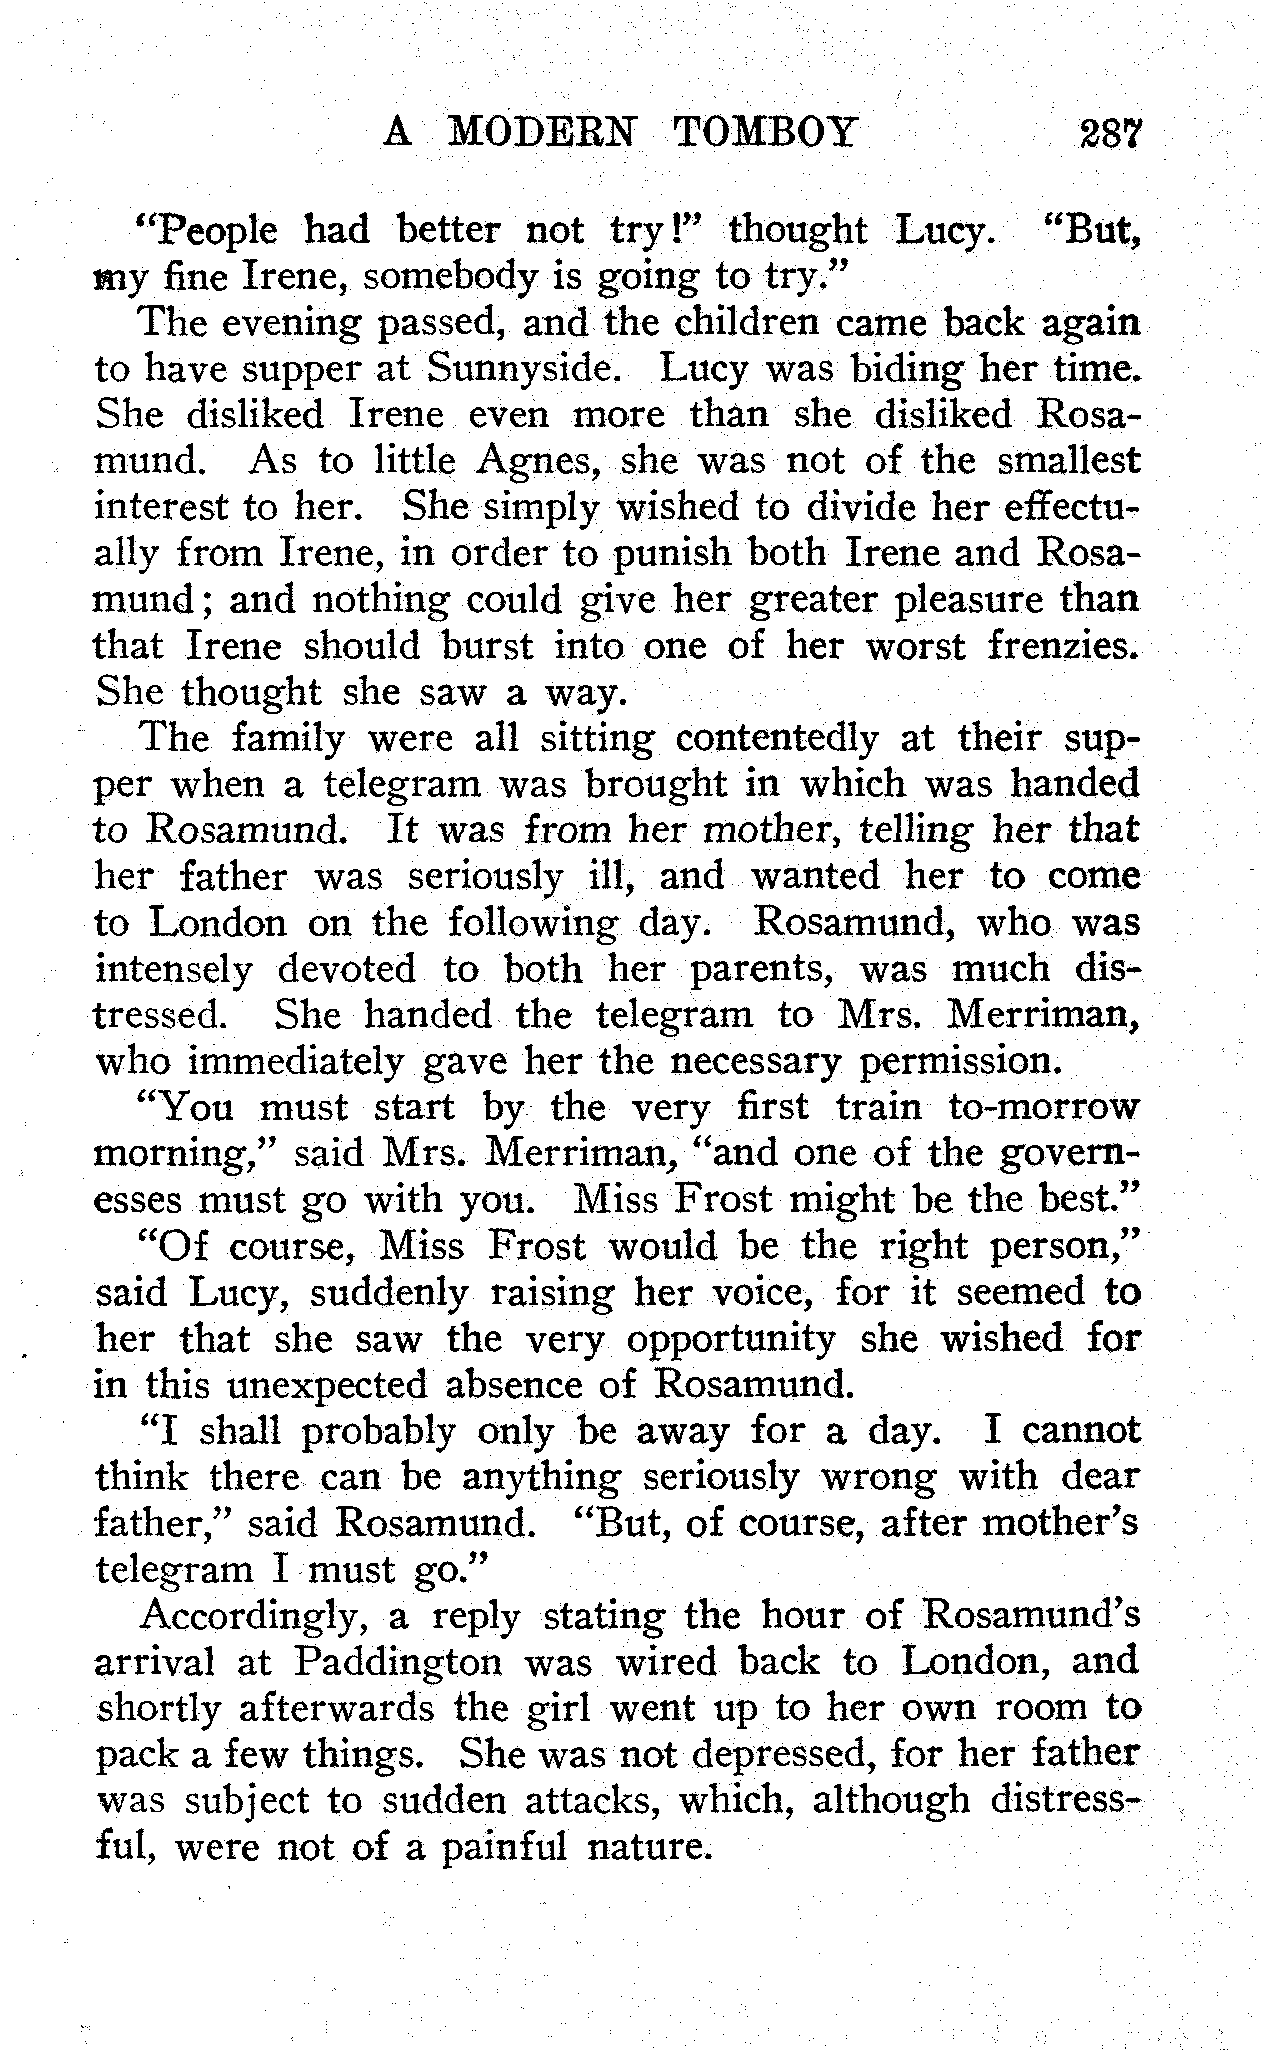 A MODERN TOMBOY 287
“People had better not try!” thought Lucy. “But,
my fine Irene, somebody is going to try.”
The evening passed, and the children came back again
to have supper at Sunnyside. Lucy was biding her time.
She disliked Irene even more than she disliked Rosa-
mund. As to little Agnes, she was not of the smallest
interest to her. She simply wished to divide her effectu-
ally from Irene, in order to punish both Irene and Rosa-
mund; and nothing could give her greater pleasure than
that Irene should burst into one of her worst frenzies.
She thought she saw a way.
The family were all sitting contentedly at their sup-
per when a telegram was brought in which was handed
to Rosamund. It was from her mother, telling her that
her father was seriously ill, and wanted her to come
to London on the following day. Rosamund, who was
intensely devoted to both her parents, was much dis-
tressed. She handed the telegram to Mrs. Merriman,
who immediately gave her the necessary permission.
“You must start by the very first train to-morrow
morning,” said Mrs. Merriman, “and one of the govern-
esses must go with you. Miss Frost might be the best.”
“Of course, Miss Frost would be the right person,”
said Lucy, suddenly raising her voice, for it seemed to
her that she saw the very opportunity she wished for
in this unexpected absence of Rosamund.
“I shall probably only be away for a day. I cannot
think there can be anything seriously wrong with dear
father,” said Rosamund. “But, of course, after mother’s
telegram I must go.”
Accordingly, a reply stating the hour of Rosamund’s
arrival at Paddington was wired back to London, and
shortly afterwards the girl went up to her own room to
pack a few things. She was not depressed, for her father
was subject to sudden attacks, which, although distress-
ful, were not of a painful nature.